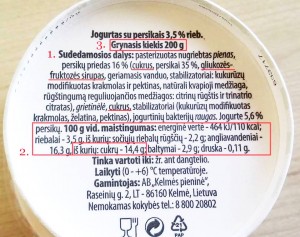 Jogurtas su persikais 3,5 % rieb.
3. Grynasis kiekis 200 g
1. Sudedamosios dalys: pasterizuotas nugriebtas pienas,
persikų priedas 16 % (cukrus, persikai 35 %, gliukozės-
fruktozės sirupas, geriamasis vanduo, stabilizatoriai: kukurūzų
modifikuotas krakmolas ir pektinas, natūrali kvapioji medžiaga,
rūgštingumą reguliuojančios medžiagos: citrinų rūgštis ir trinatrio
citratas), grietinėlė, cukrus, stabilizatoriai (modifikuotas kukurūzų
krakmolas, želatina, pektinas), jogurtinių bakterijų raugas. Jogurte 5,6 %
persikų. 100 g vid. maistingumas: energinė vertė - 464 kJ/110 kcal;
riebalai - 3,5 g, iš kurių: sočiųjų riebalų rūgščių - 2,2 g; angliavandeniai -
16,3 g, iš kurių: cukrų - 14,4 g; baltymai - 2,9 g; druska - 0,11 g.
2.
Tinka vartoti iki: žr. ant dangtelio.
Laikyti (0 - +6) °C temperatūroje.
Gamintojas: AB „Kelmės pieninė",
Raseinių g. 2, LT - 86160 Kelmė, Lietuva
Nemokamas kokybės tel.: 8 800 20802
PAP